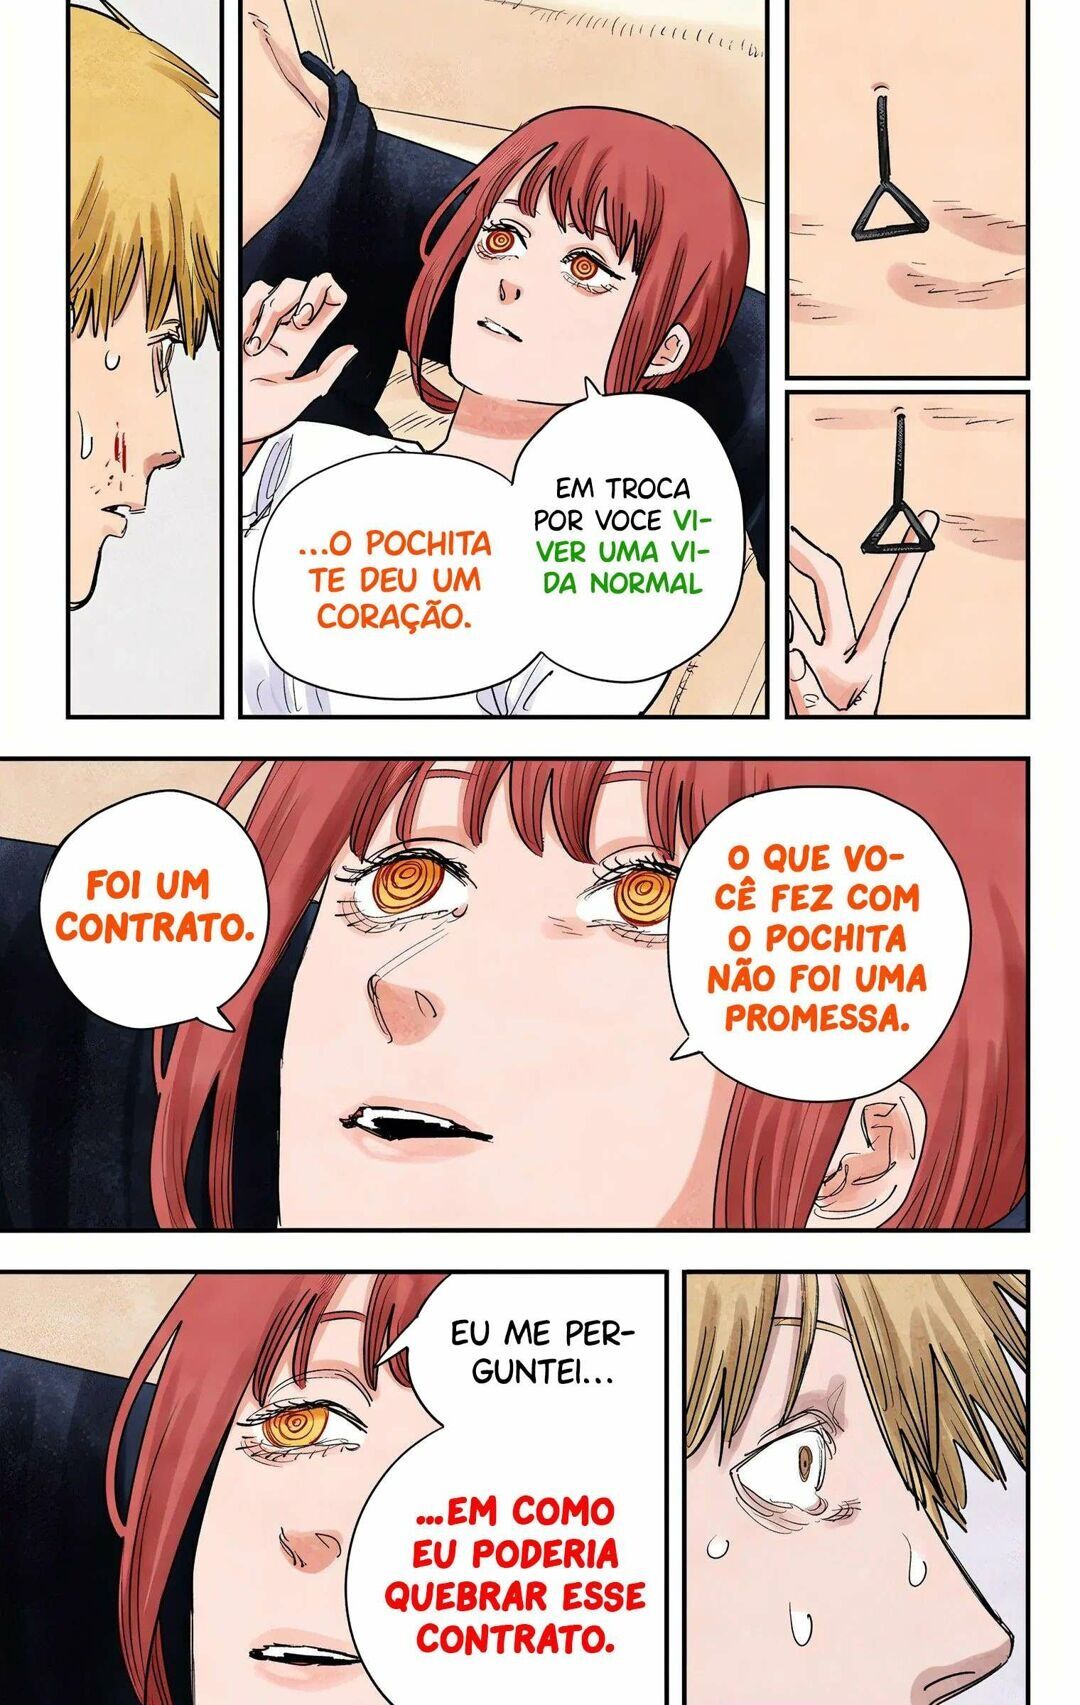 EM TROCA
POR VOCE VI-
VER UMA VI-
DA NORMAL
...O POCHITA
TE DEU UM
CORAÇÃO.
O QUE VO-
CÊ FEZ COM
O POCHITA
NÃO FOI UMA
PROMESSA.
FOI UM
CONTRATO.
EU ME PER-
GUNTEI...
...EM COMO
EU PODERIA
QUEBRAR ESSE
CONTRATO.